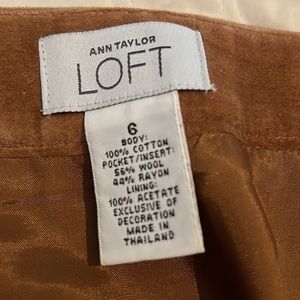 ANN TAYLOR
LOFT
6
BODY:
100% COTTON
POCKET/INSERT:
56% WOOL
44% RAYON
LINING:
100% ACETATE
EXCLUSIVE OF
DECORATION
MADE IN
THAILAND